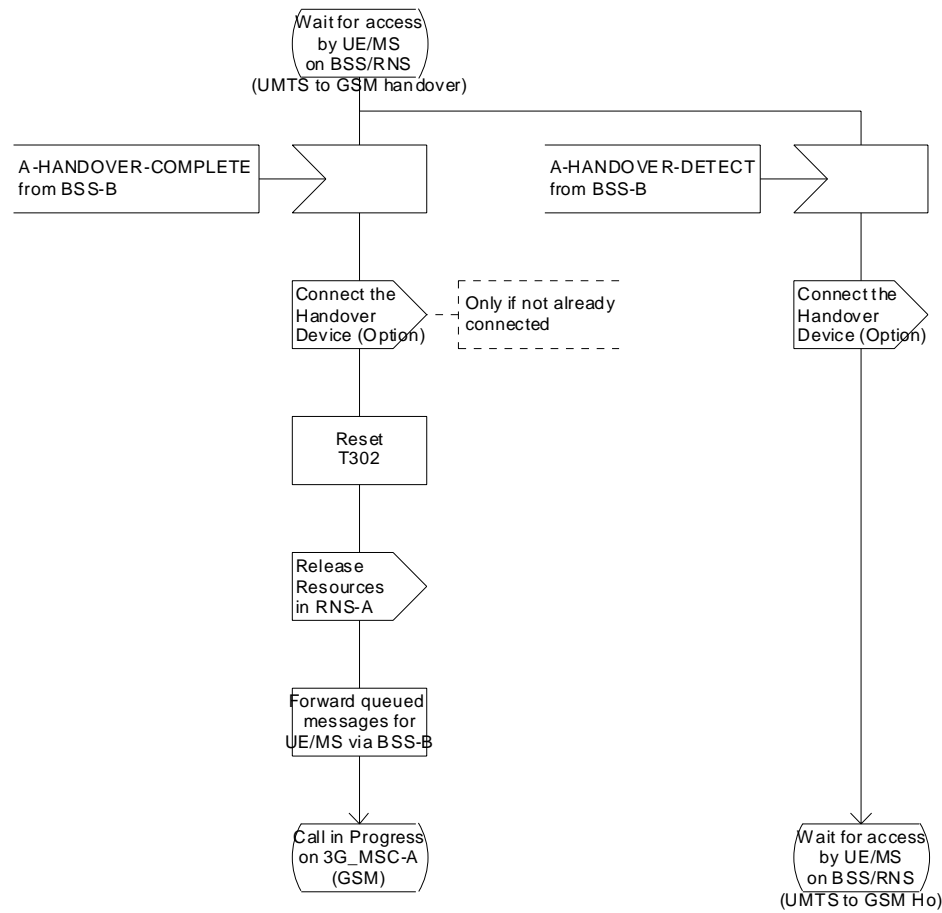 Wait for access
by UE/MS
on BSS/RNS
(UMTS to GSM handover)
A-HANDOVER-COMPLETE
from BSS-B
A-HANDOVER-DETECT
from BSS-B
Connect the
Handover
Device (Option)
Only if not already
connected
Connect the
Handover
Device (Option)
Reset
T302
Release
Resources
in RNS-A
Forward queued
messages for
UE/MS via BSS-B
Call in Progress
on 3G_MSC-A
(GSM)
Wait for access
by UE/MS
on BSS/RNS
(UMTS to GSM Ho)